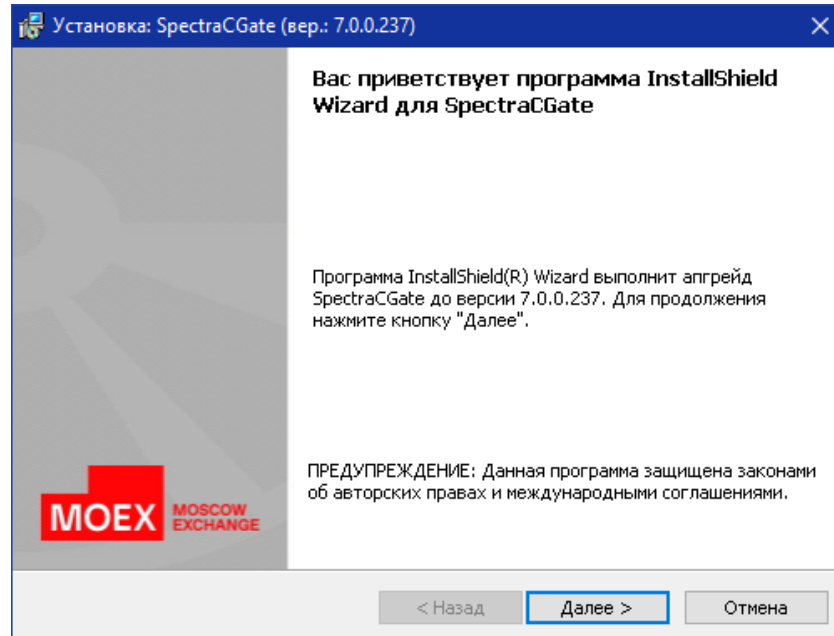 Установка: SpectraCGate (вер.: 7.0.0.237)
Вас приветствует программа InstallShield
Wizard для SpectraCGate
Программа InstallShield(R) Wizard выполнит апгрейд
SpectraCGate до версии 7.0.0.237. Для продолжения
нажмите кнопку "Далее".
ПРЕДУПРЕЖДЕНИЕ: Данная программа защищена законами
об авторских правах и международными соглашениями.
MOEX MOSCOW
EXCHANGE
< Назад Далее > Отмена